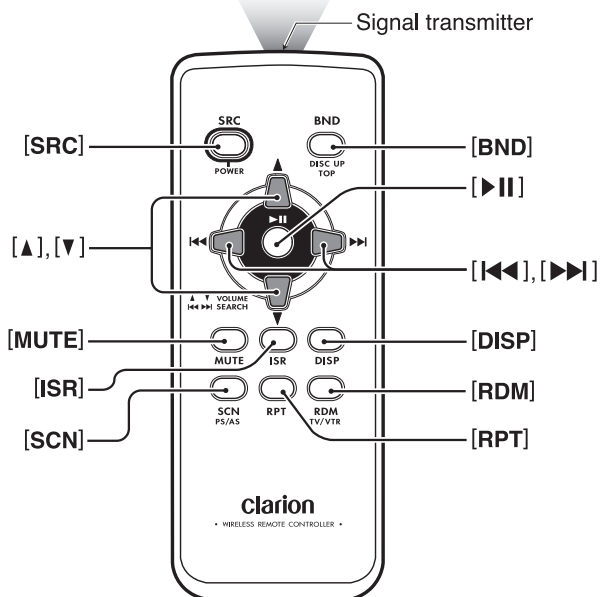 Signal transmitter
SRC
BND
[SRC]
[BND]
POWER
DISC UP
TOP
[▶II]
▲
▶II
[▲],[▼]
I◀◀
▶▶I
[I◀◀],[▶▶I]
▲ ▼ VOLUME
I◀◀ ▶▶I SEARCH
▼
[MUTE]
[DISP]
MUTE
ISR
DISP
[ISR]
[RDM]
[SCN]
SCN
RPT
RDM
PS/AS
TV/VTR
[RPT]
clarion
• WIRELESS REMOTE CONTROLLER •